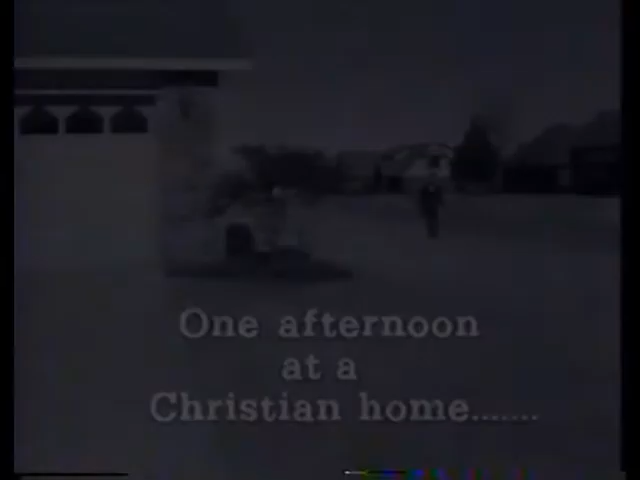 One afternoon
at a
Christian home.......